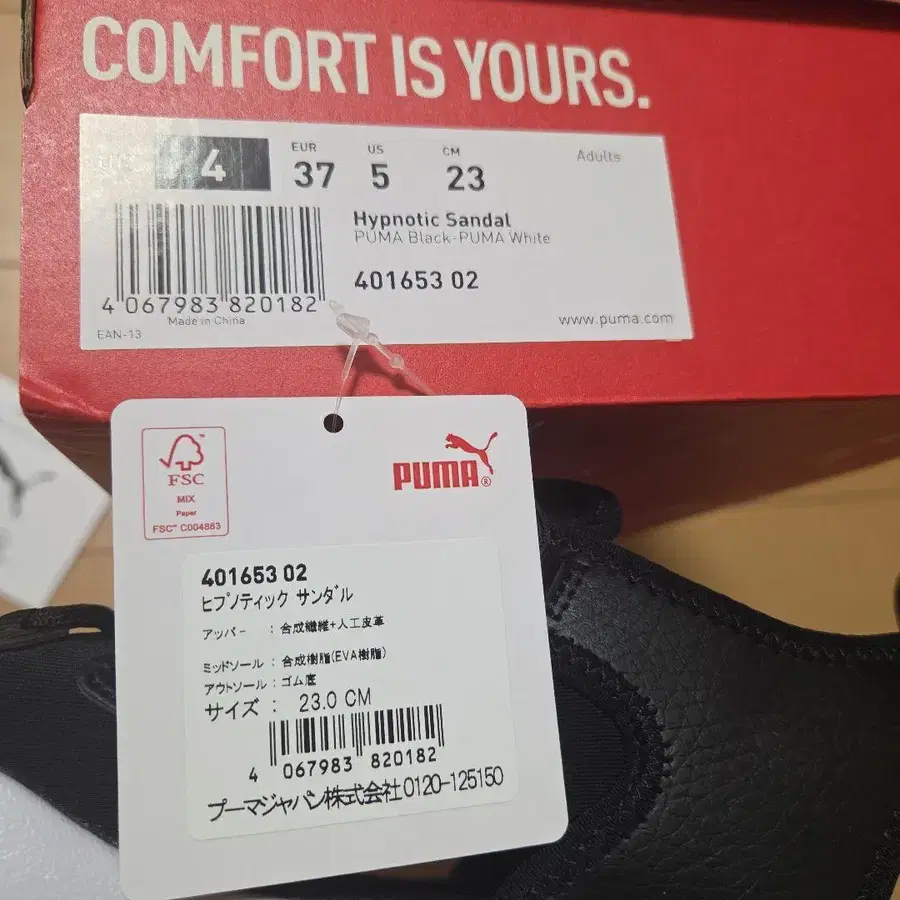 COMFORT IS YOURS.
UK 4 EUR 37 US 5 CM 23 Adults
Hypnotic Sandal
PUMA Black-PUMA White
401653 02
4 067983 820182
Made in China
EAN-13
www.puma.com
FSC
MIX
Paper
FSC™ C004883
PUMA®
401653 02
ヒプノティック サンダル
アッパー : 合成繊維+人工皮革
ミッドソール : 合成樹脂(EVA樹脂)
アウトソール : ゴム底
サイズ : 23.0 CM
4 067983 820182
プーマジャパン株式会社0120-125150